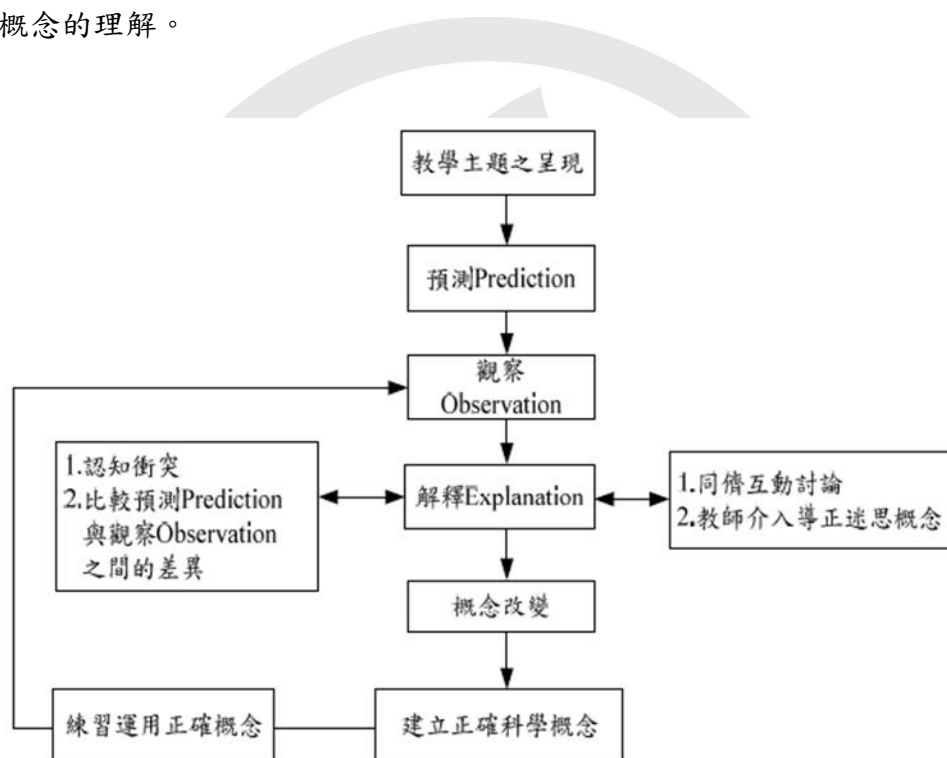 概念的理解。
教學主題之呈現
預測Prediction
觀察
Observation
1.認知衝突
2.比較預測Prediction
與觀察Observation
之間的差異
解釋Explanation
1.同儕互動討論
2.教師介入導正迷思概念
概念改變
練習運用正確概念
建立正確科學概念